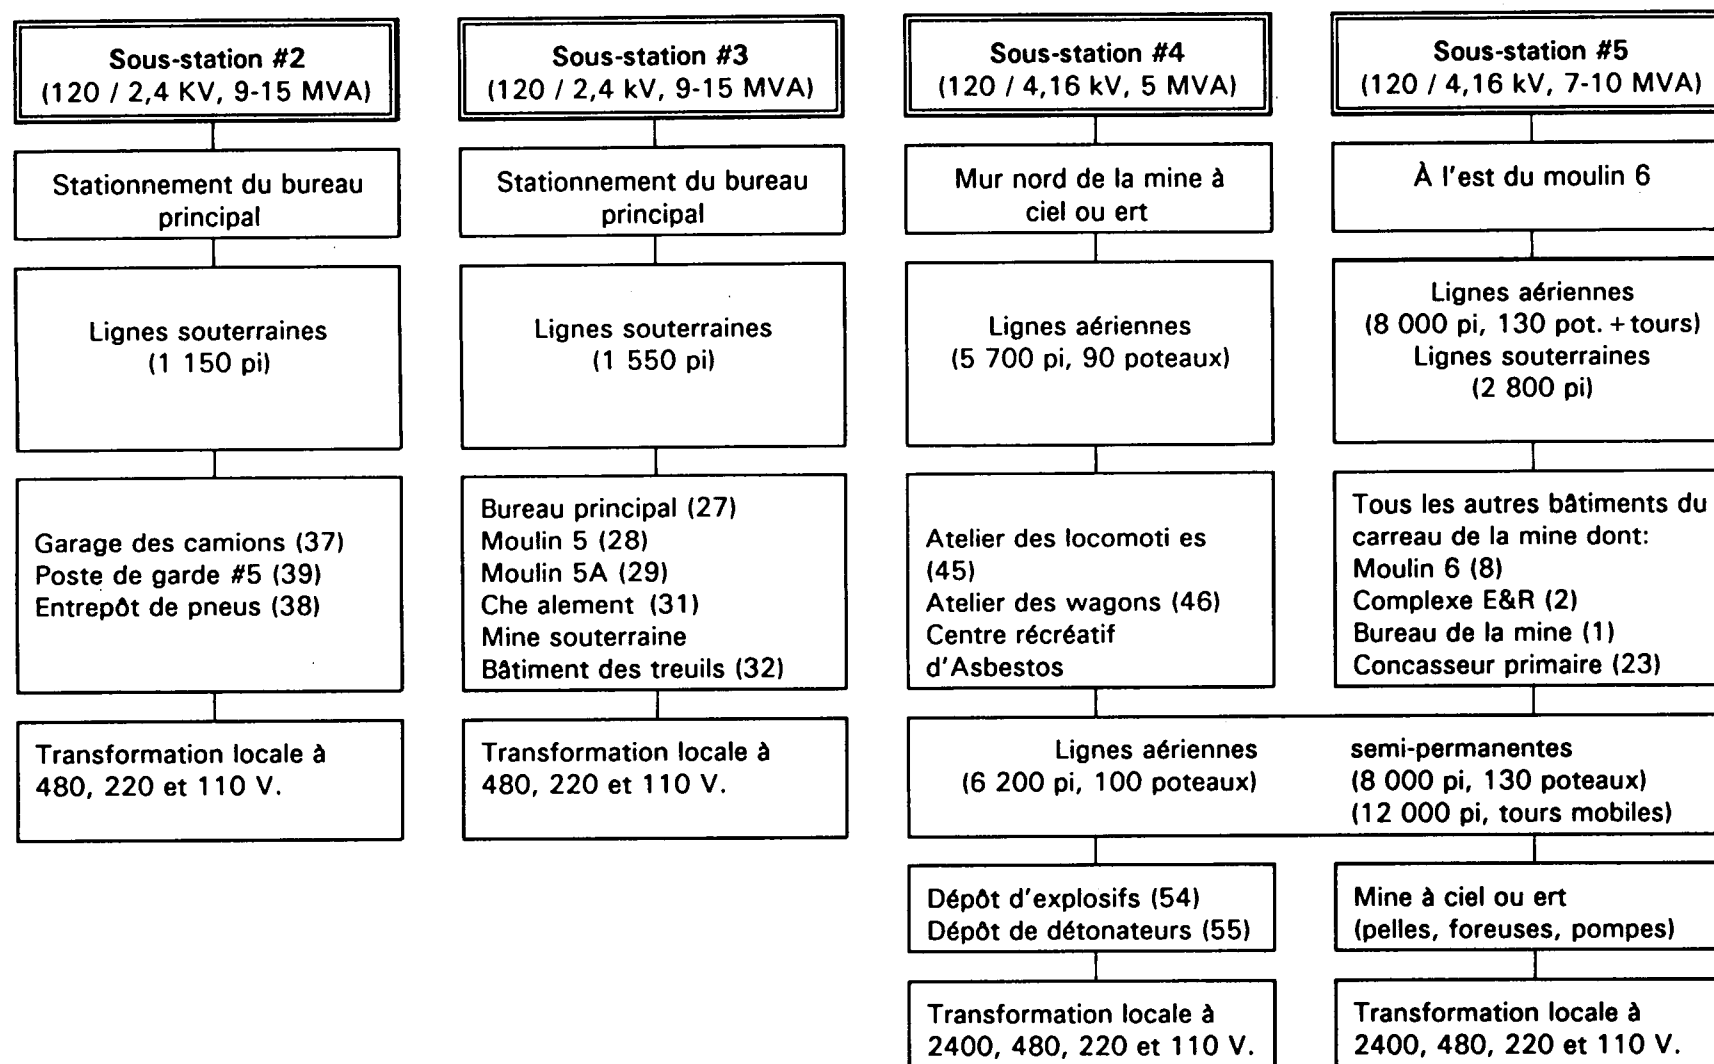 Sous-station #2
(120 / 2,4 KV, 9-15 MVA)
Stationnement du bureau
principal
Lignes souterraines
(1 150 pi)
Garage des camions (37)
Poste de garde #5 (39)
Entrepôt de pneus (38)
Transformation locale à
480, 220 et 110 V.
Sous-station #3
(120 / 2,4 kV, 9-15 MVA)
Stationnement du bureau
principal
Lignes souterraines
(1 550 pi)
Bureau principal (27)
Moulin 5 (28)
Moulin 5A (29)
Che alement (31)
Mine souterraine
Bâtiment des treuils (32)
Transformation locale à
480, 220 et 110 V.
Sous-station #4
(120 / 4,16 kV, 5 MVA)
Mur nord de la mine à
ciel ou ert
Lignes aériennes
(5 700 pi, 90 poteaux)
Atelier des locomoti es
(45)
Atelier des wagons (46)
Centre récréatif
d'Asbestos
Sous-station #5
(120 / 4,16 kV, 7-10 MVA)
À l'est du moulin 6
Lignes aériennes
(8 000 pi, 130 pot. + tours)
Lignes souterraines
(2 800 pi)
Tous les autres bâtiments du
carreau de la mine dont:
Moulin 6 (8)
Complexe E&R (2)
Bureau de la mine (1)
Concasseur primaire (23)
Lignes aériennes semi-permanentes
(6 200 pi, 100 poteaux) (8 000 pi, 130 poteaux)
(12 000 pi, tours mobiles)
Dépôt d'explosifs (54)
Dépôt de détonateurs (55)
Transformation locale à
2400, 480, 220 et 110 V.
Mine à ciel ou ert
(pelles, foreuses, pompes)
Transformation locale à
2400, 480, 220 et 110 V.